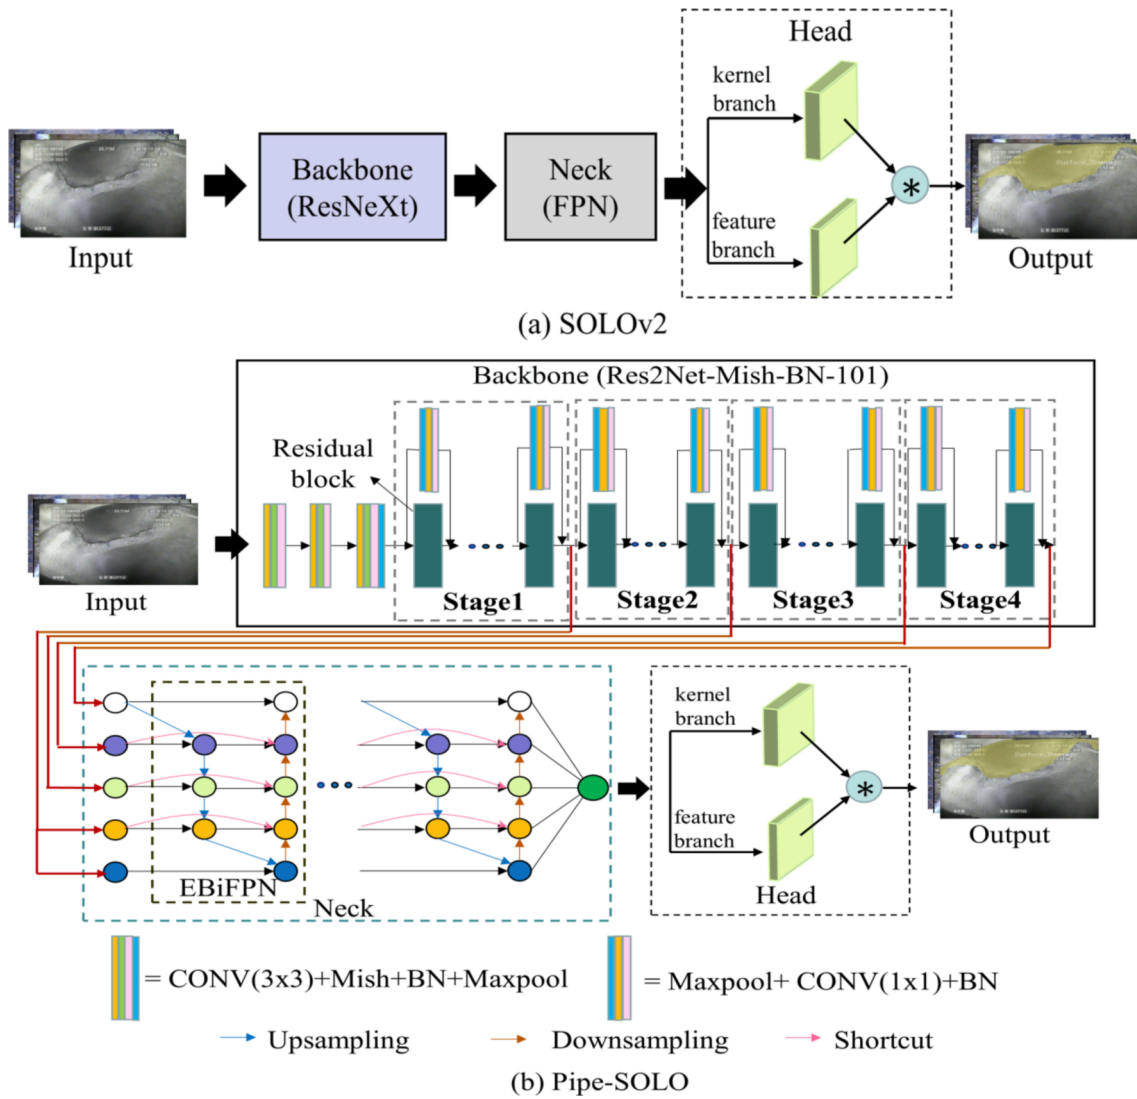 Head
kernel
branch
Backbone
(ResNeXt)
Neck
(FPN)
feature
branch
Input
Output
(a) SOLOv2
Backbone (Res2Net-Mish-BN-101)
Residual
block
Stage1
Stage2
Stage3
Stage4
Input
kernel
branch
feature
branch
EBiFPN
Neck
Head
Output
= CONV(3x3)+Mish+BN+Maxpool
= Maxpool+ CONV(1x1)+BN
Upsampling
Downsampling
Shortcut
(b) Pipe-SOLO